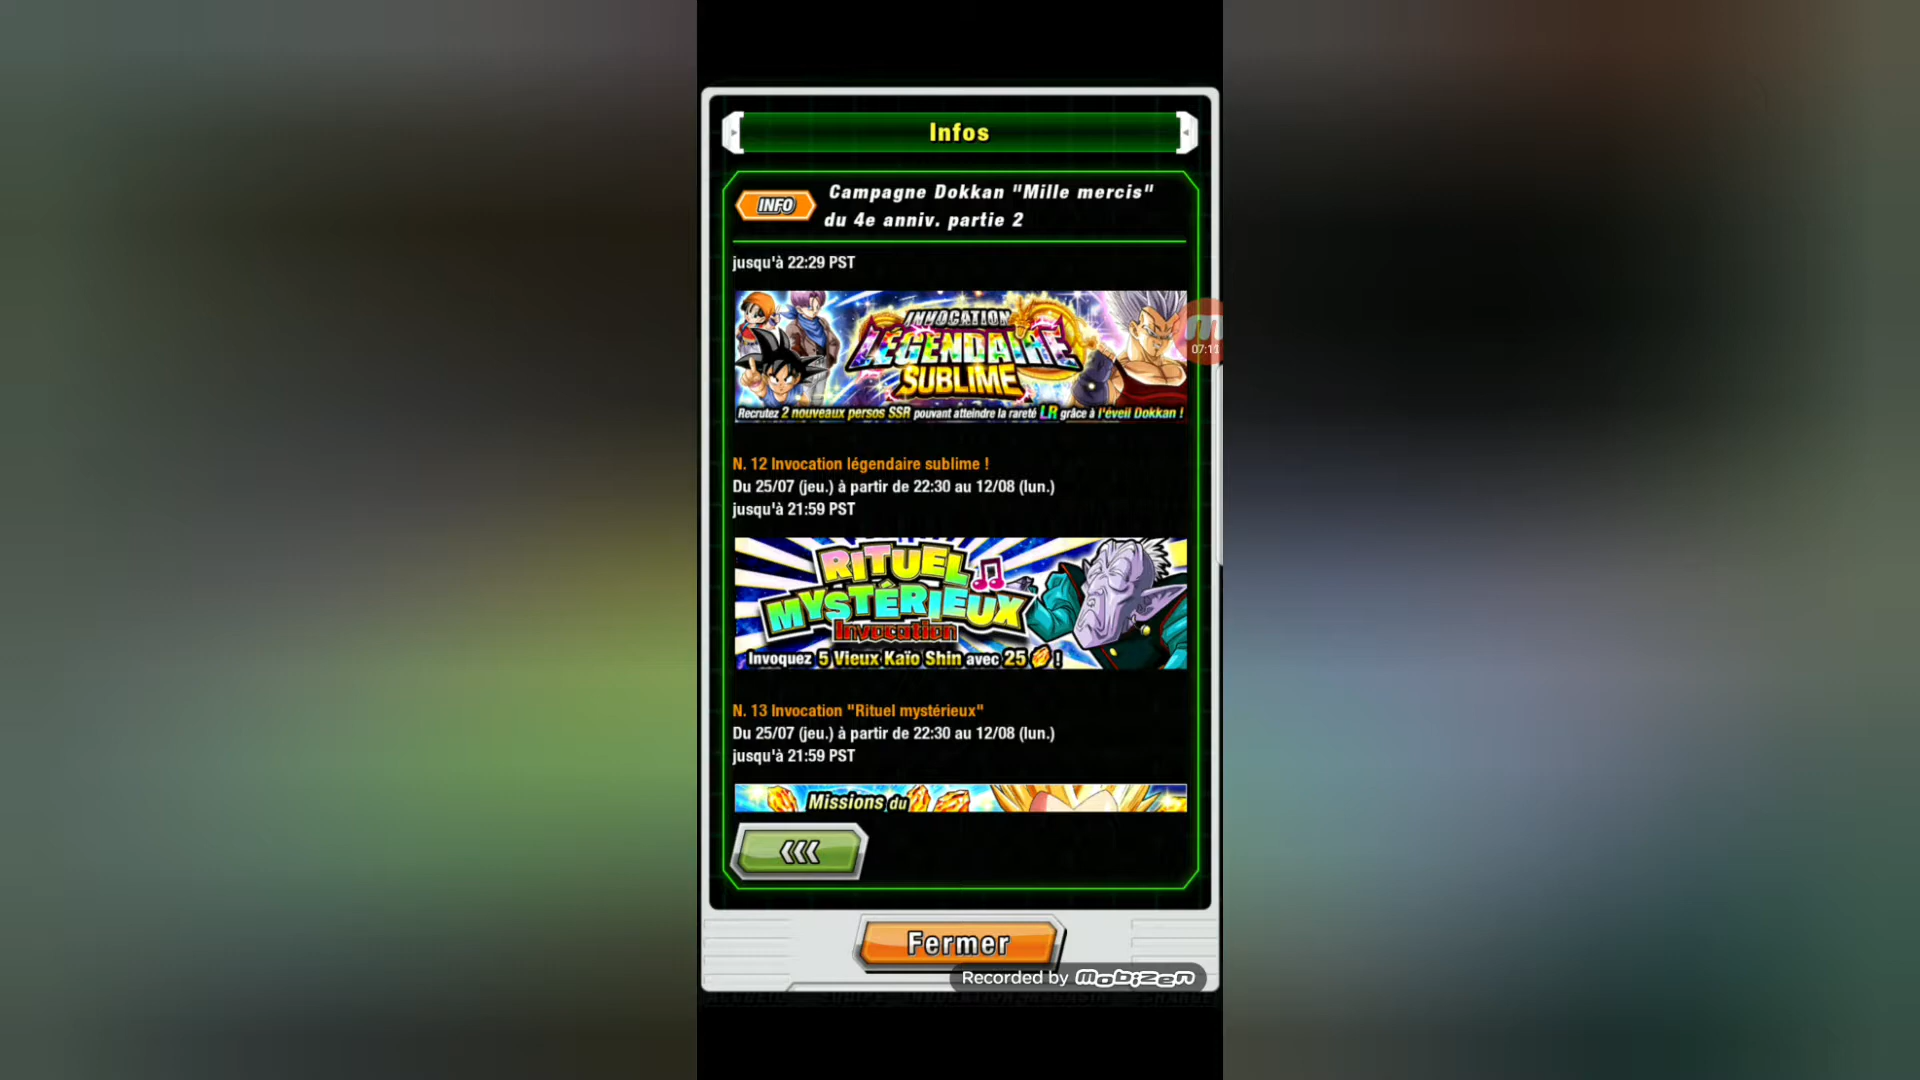 Infos
INFO
Campagne Dokkan "Mille mercis"
du 4e anniv. partie 2
jusqu'à 22:29 PST
INVOCATION
LÉGENDAIRE
SUBLIME
Recrutez 2 nouveaux persos SSR pouvant atteindre la rareté LR grâce à l'éveil Dokkan !
07:11
N. 12 Invocation légendaire sublime !
Du 25/07 (jeu.) à partir de 22:30 au 12/08 (lun.)
jusqu'à 21:59 PST
RITUEL
MYSTÉRIEUX
Invocation
Invoquez 5 Vieux Kaïo Shin avec 25 !
N. 13 Invocation "Rituel mystérieux"
Du 25/07 (jeu.) à partir de 22:30 au 12/08 (lun.)
jusqu'à 21:59 PST
Missions du
Fermer
Recorded by mobizen